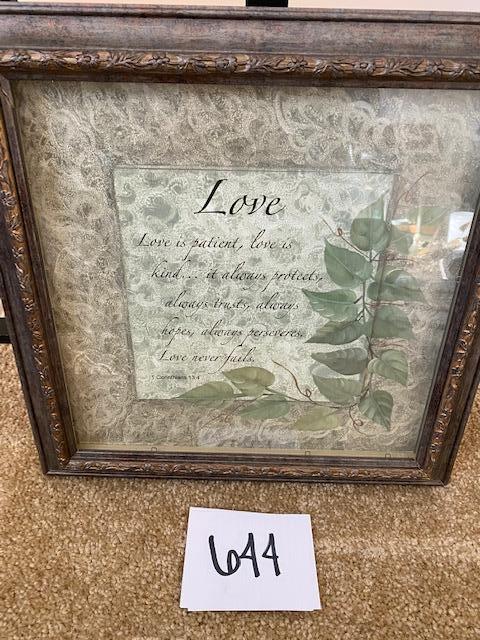 Love
Love is patient, love is
kind... it always protects,
always trusts, always
hopes, always perseveres.
Love never fails.
1 Corinthians 13:4
644